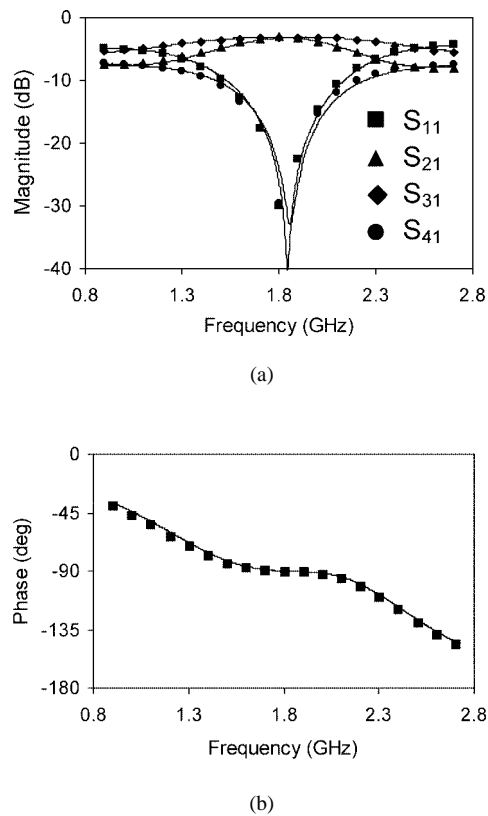 0
-10
-20
-30
-40
Magnitude (dB)
S11
S21
S31
S41
0.8 1.3 1.8 2.3 2.8
Frequency (GHz)
(a)
0
-45
-90
-135
-180
Phase (deg)
0.8 1.3 1.8 2.3 2.8
Frequency (GHz)
(b)